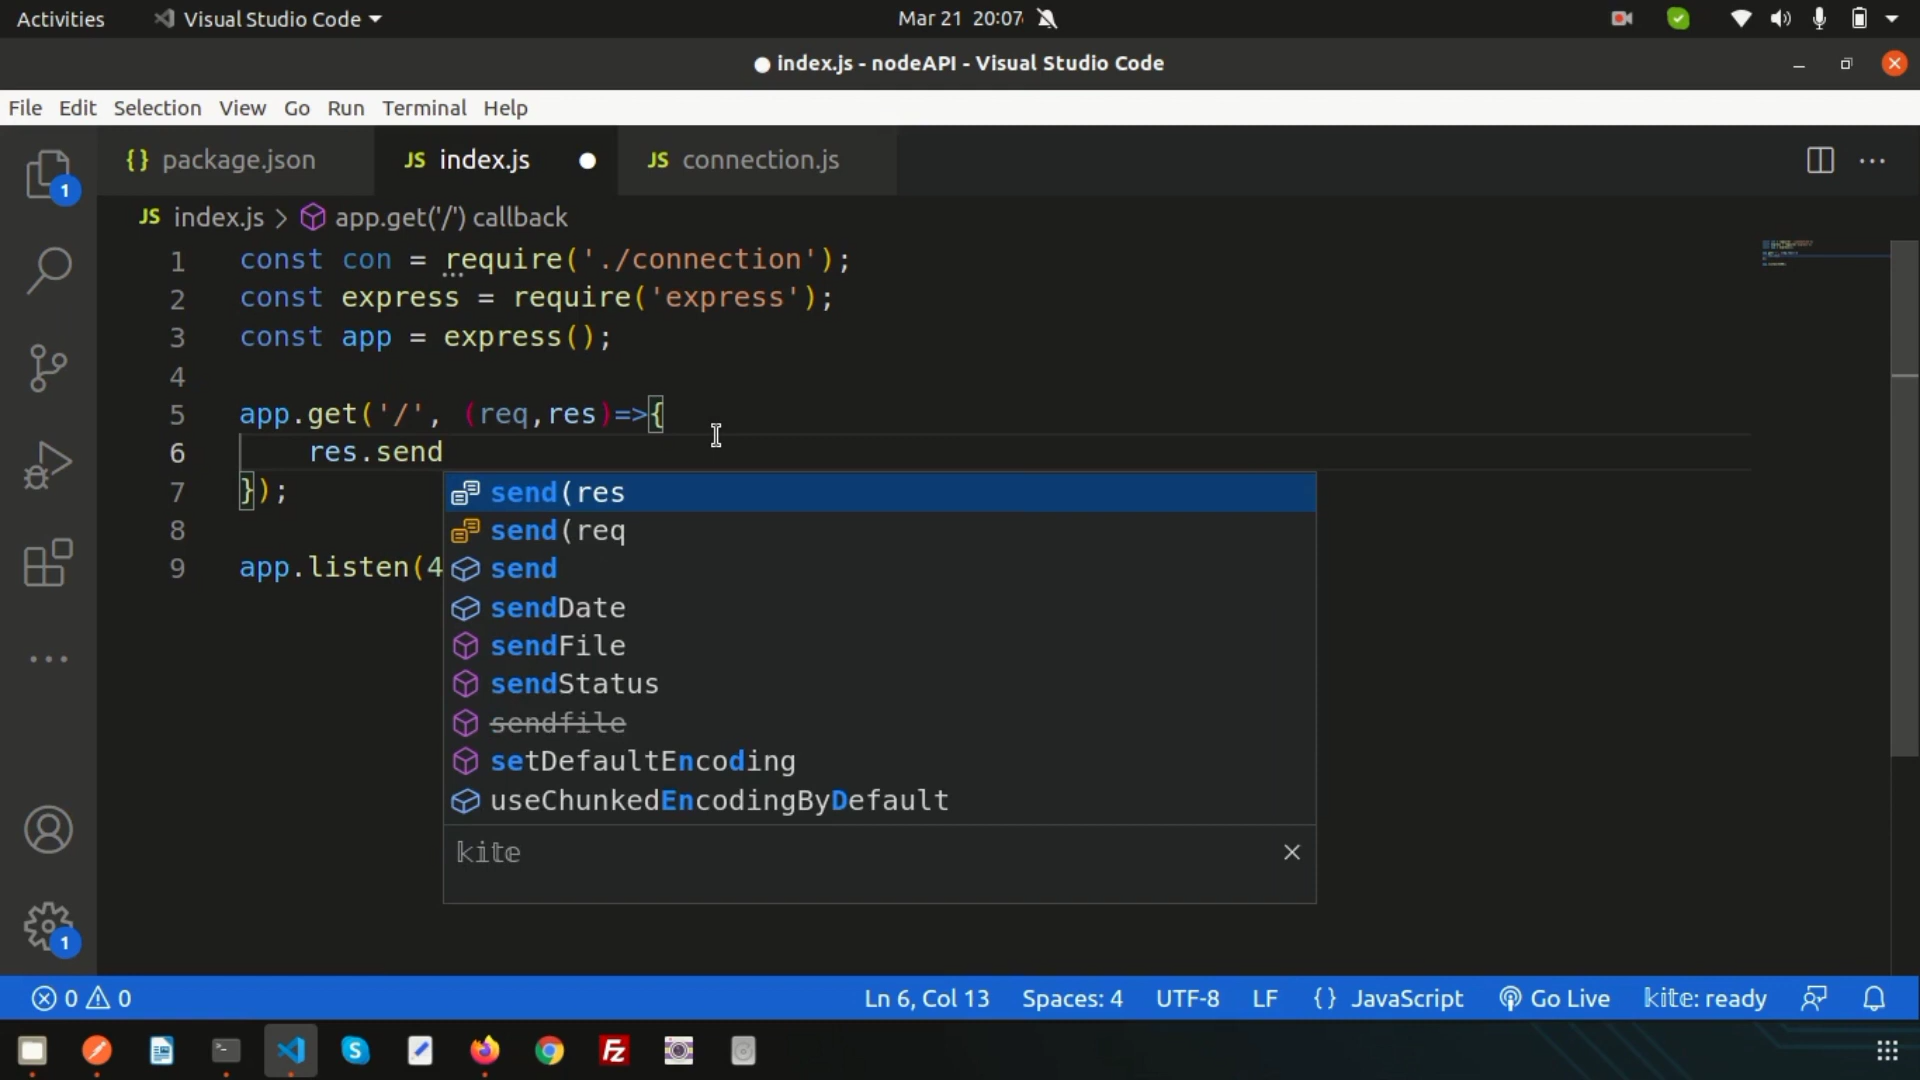 Activities
Visual Studio Code
Mar 21 20:07
index.js - nodeAPI - Visual Studio Code
File Edit Selection View Go Run Terminal Help
{} package.json
JS index.js
JS connection.js
1
JS index.js > app.get('/') callback
1 const con = require('./connection');
2 const express = require('express');
3 const app = express();
4
5 app.get('/', (req,res)=>{
6 res.send
7 });
8
9 app.listen(4
send(res
send(req
send
sendDate
sendFile
sendStatus
sendfile
setDefaultEncoding
useChunkedEncodingByDefault
kite
1
0 0
Ln 6, Col 13 Spaces: 4 UTF-8 LF {} JavaScript Go Live kite: ready